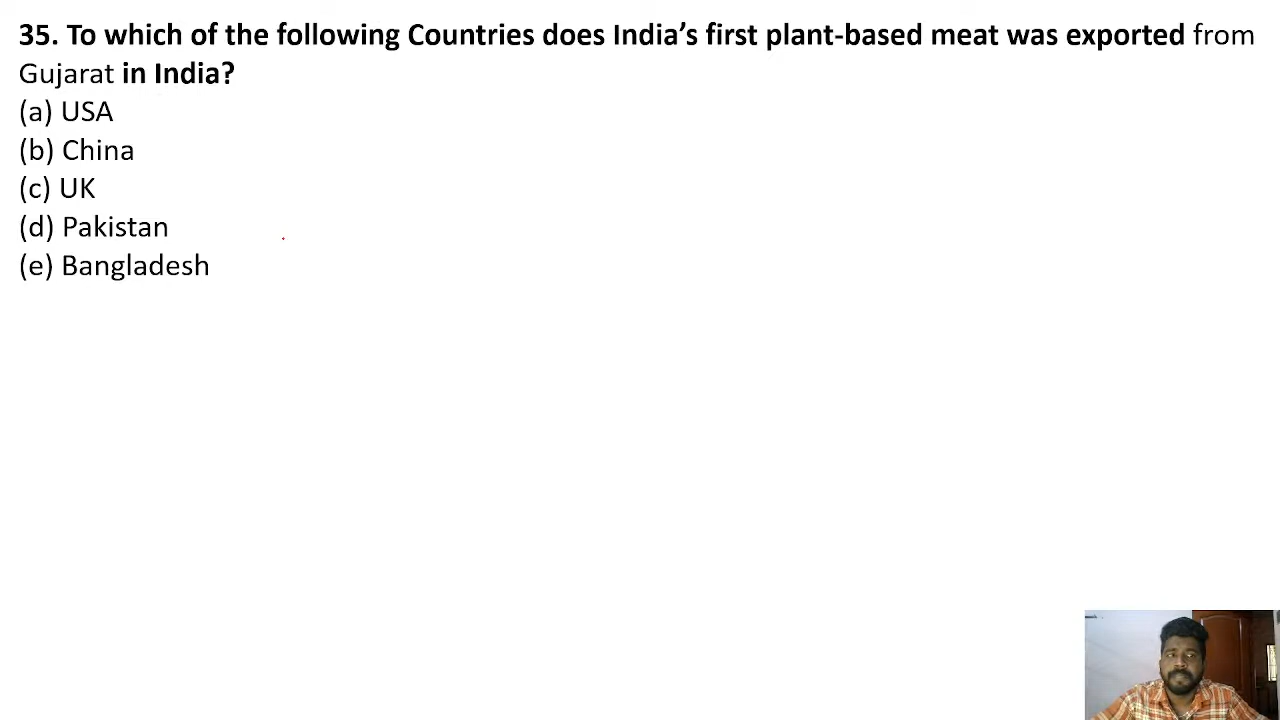 35. To which of the following Countries does India’s first plant-based meat was exported from
Gujarat in India?
(a) USA
(b) China
(c) UK
(d) Pakistan
(e) Bangladesh